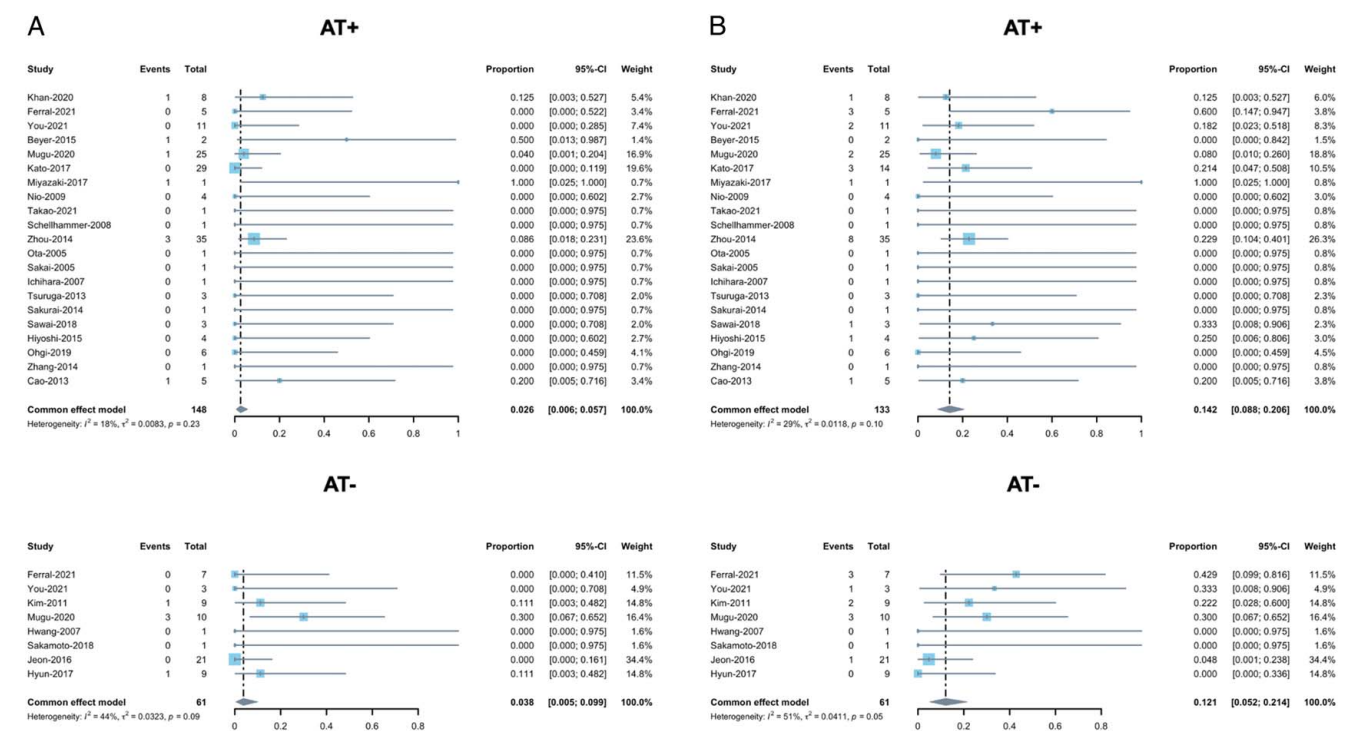 A
AT+
Study Events Total Proportion 95%-CI Weight
Khan-2020 1 8 0.125 [0.003; 0.527] 5.4%
Ferral-2021 0 5 0.000 [0.000; 0.522] 3.4%
You-2021 0 11 0.000 [0.000; 0.285] 7.4%
Beyer-2015 1 2 0.500 [0.013; 0.987] 1.4%
Mugu-2020 1 25 0.040 [0.001; 0.204] 16.9%
Kato-2017 0 29 0.000 [0.000; 0.119] 19.6%
Miyazaki-2017 1 1 1.000 [0.025; 1.000] 0.7%
Nio-2009 0 4 0.000 [0.000; 0.602] 2.7%
Takao-2021 0 1 0.000 [0.000; 0.975] 0.7%
Schellhammer-2008 0 1 0.000 [0.000; 0.975] 0.7%
Zhou-2014 3 35 0.086 [0.018; 0.231] 23.6%
Ota-2005 0 1 0.000 [0.000; 0.975] 0.7%
Sakai-2005 0 1 0.000 [0.000; 0.975] 0.7%
Ichihara-2007 0 1 0.000 [0.000; 0.975] 0.7%
Tsuruga-2013 0 3 0.000 [0.000; 0.708] 2.0%
Sakurai-2014 0 1 0.000 [0.000; 0.975] 0.7%
Sawai-2018 0 3 0.000 [0.000; 0.708] 2.0%
Hiyoshi-2015 0 4 0.000 [0.000; 0.602] 2.7%
Ohgi-2019 0 6 0.000 [0.000; 0.459] 4.1%
Zhang-2014 0 1 0.000 [0.000; 0.975] 0.7%
Cao-2013 1 5 0.200 [0.005; 0.716] 3.4%
Common effect model 148 0.026 [0.006; 0.057] 100.0%
Heterogeneity: I² = 18%, τ² = 0.0083, p = 0.23
0 0.2 0.4 0.6 0.8 1
AT-
Study Events Total Proportion 95%-CI Weight
Ferral-2021 0 7 0.000 [0.000; 0.410] 11.5%
You-2021 0 3 0.000 [0.000; 0.708] 4.9%
Kim-2011 1 9 0.111 [0.003; 0.482] 14.8%
Mugu-2020 3 10 0.300 [0.067; 0.652] 16.4%
Hwang-2007 0 1 0.000 [0.000; 0.975] 1.6%
Sakamoto-2018 0 1 0.000 [0.000; 0.975] 1.6%
Jeon-2016 0 21 0.000 [0.000; 0.161] 34.4%
Hyun-2017 1 9 0.111 [0.003; 0.482] 14.8%
Common effect model 61 0.038 [0.005; 0.099] 100.0%
Heterogeneity: I² = 44%, τ² = 0.0323, p = 0.09
0 0.2 0.4 0.6 0.8
B
AT+
Study Events Total Proportion 95%-CI Weight
Khan-2020 1 8 0.125 [0.003; 0.527] 6.0%
Ferral-2021 3 5 0.600 [0.147; 0.947] 3.8%
You-2021 2 11 0.182 [0.023; 0.518] 8.3%
Beyer-2015 0 2 0.000 [0.000; 0.842] 1.5%
Mugu-2020 2 25 0.080 [0.010; 0.260] 18.8%
Kato-2017 3 14 0.214 [0.047; 0.508] 10.5%
Miyazaki-2017 1 1 1.000 [0.025; 1.000] 0.8%
Nio-2009 0 4 0.000 [0.000; 0.602] 3.0%
Takao-2021 0 1 0.000 [0.000; 0.975] 0.8%
Schellhammer-2008 0 1 0.000 [0.000; 0.975] 0.8%
Zhou-2014 8 35 0.229 [0.104; 0.401] 26.3%
Ota-2005 0 1 0.000 [0.000; 0.975] 0.8%
Sakai-2005 0 1 0.000 [0.000; 0.975] 0.8%
Ichihara-2007 0 1 0.000 [0.000; 0.975] 0.8%
Tsuruga-2013 0 3 0.000 [0.000; 0.708] 2.3%
Sakurai-2014 0 1 0.000 [0.000; 0.975] 0.8%
Sawai-2018 1 3 0.333 [0.008; 0.906] 2.3%
Hiyoshi-2015 1 4 0.250 [0.006; 0.806] 3.0%
Ohgi-2019 0 6 0.000 [0.000; 0.459] 4.5%
Zhang-2014 0 1 0.000 [0.000; 0.975] 0.8%
Cao-2013 1 5 0.200 [0.005; 0.716] 3.8%
Common effect model 133 0.142 [0.088; 0.206] 100.0%
Heterogeneity: I² = 29%, τ² = 0.0118, p = 0.10
0 0.2 0.4 0.6 0.8 1
AT-
Study Events Total Proportion 95%-CI Weight
Ferral-2021 3 7 0.429 [0.099; 0.816] 11.5%
You-2021 1 3 0.333 [0.008; 0.906] 4.9%
Kim-2011 2 9 0.222 [0.028; 0.600] 14.8%
Mugu-2020 3 10 0.300 [0.067; 0.652] 16.4%
Hwang-2007 0 1 0.000 [0.000; 0.975] 1.6%
Sakamoto-2018 0 1 0.000 [0.000; 0.975] 1.6%
Jeon-2016 1 21 0.048 [0.001; 0.238] 34.4%
Hyun-2017 0 9 0.000 [0.000; 0.336] 14.8%
Common effect model 61 0.121 [0.052; 0.214] 100.0%
Heterogeneity: I² = 51%, τ² = 0.0411, p = 0.05
0 0.2 0.4 0.6 0.8